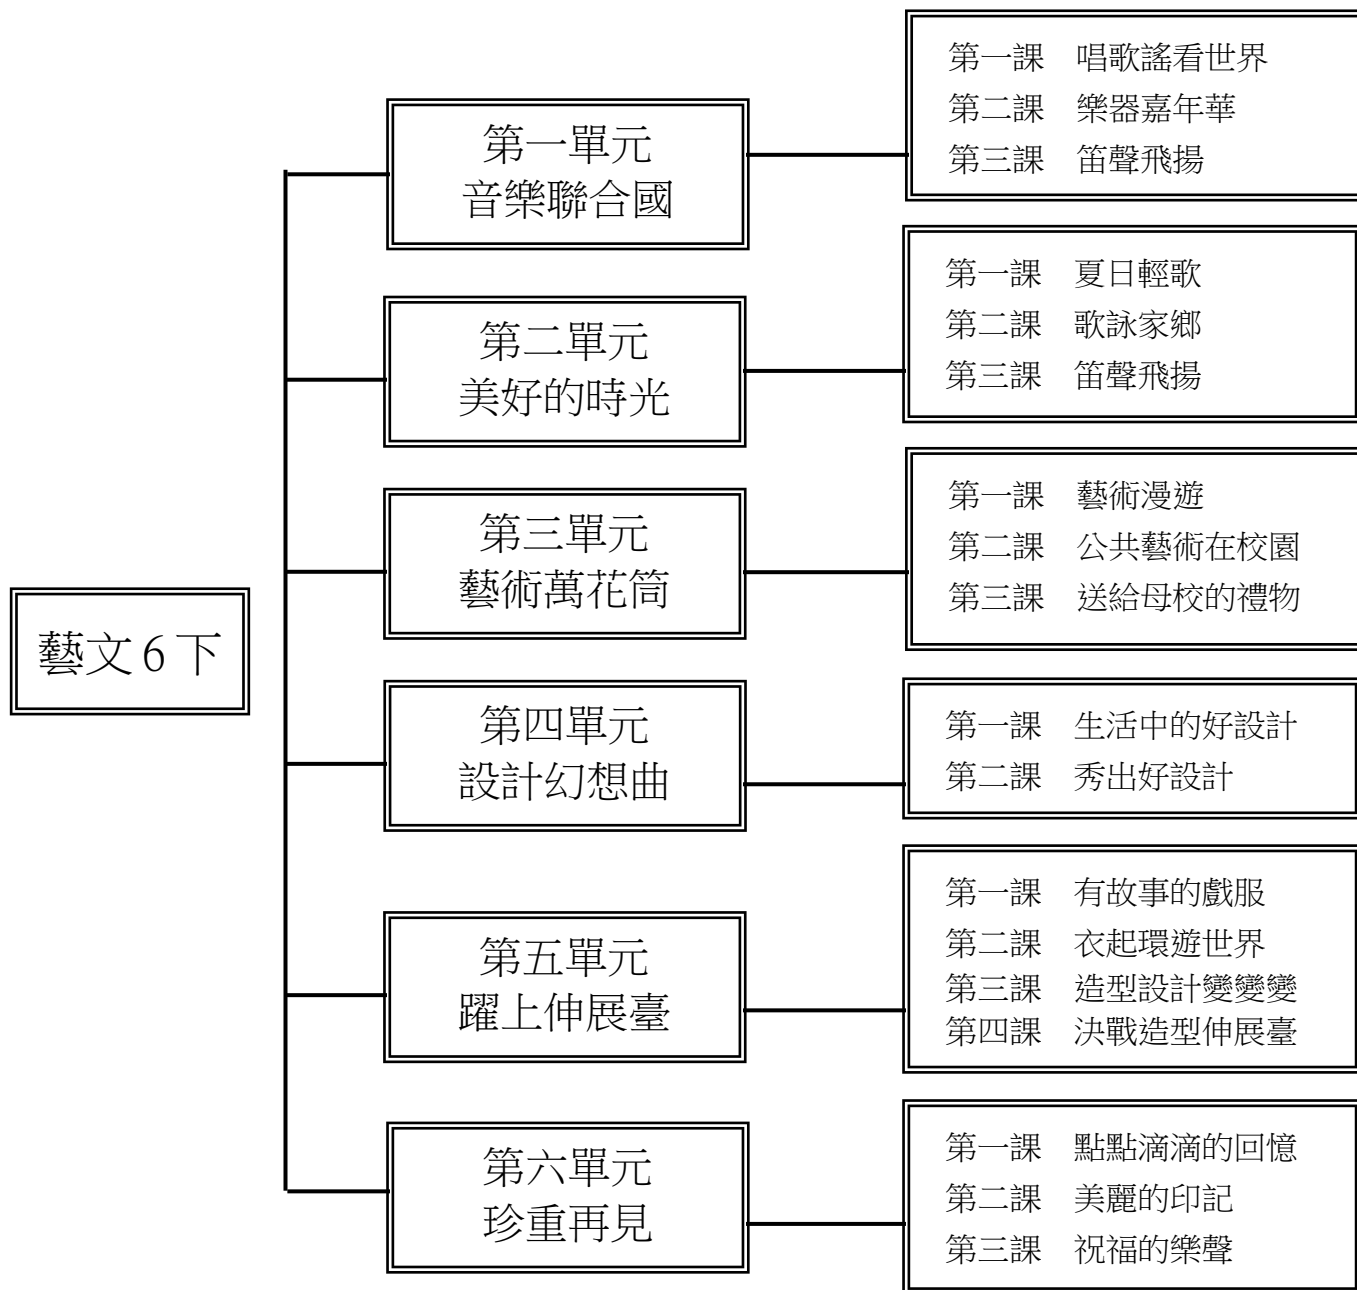 藝文6下
第一單元
音樂聯合國
第一課　唱歌謠看世界
第二課　樂器嘉年華
第三課　笛聲飛揚
第二單元
美好的時光
第一課　夏日輕歌
第二課　歌詠家鄉
第三課　笛聲飛揚
第三單元
藝術萬花筒
第一課　藝術漫遊
第二課　公共藝術在校園
第三課　送給母校的禮物
第四單元
設計幻想曲
第一課　生活中的好設計
第二課　秀出好設計
第五單元
躍上伸展臺
第一課　有故事的戲服
第二課　衣起環遊世界
第三課　造型設計變變變
第四課　決戰造型伸展臺
第六單元
珍重再見
第一課　點點滴滴的回憶
第二課　美麗的印記
第三課　祝福的樂聲